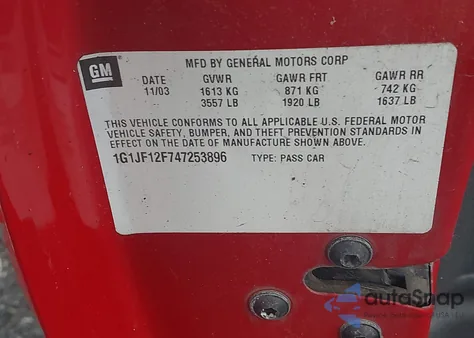 GM
MFD BY GENERAL MOTORS CORP
DATE GVWR GAWR FRT GAWR RR
11/03 1613 KG 871 KG 742 KG
3557 LB 1920 LB 1637 LB
THIS VEHICLE CONFORMS TO ALL APPLICABLE U.S. FEDERAL MOTOR
VEHICLE SAFETY, BUMPER, AND THEFT PREVENTION STANDARDS IN
EFFECT ON THE DATE OF MANUFACTURE SHOWN ABOVE.
1G1JF12F747253896 TYPE: PASS CAR
autoSnap